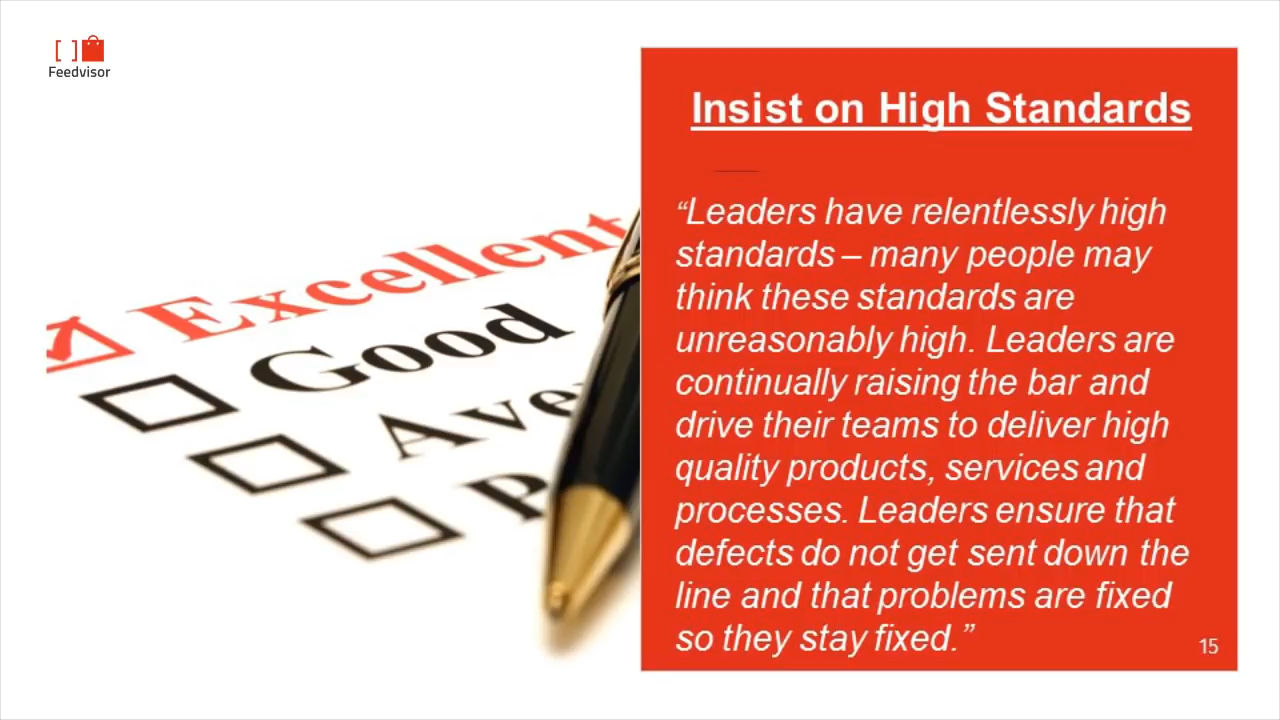 [ ]
Feedvisor
Insist on High Standards
“Leaders have relentlessly high
standards – many people may
think these standards are
unreasonably high. Leaders are
continually raising the bar and
drive their teams to deliver high
quality products, services and
processes. Leaders ensure that
defects do not get sent down the
line and that problems are fixed
so they stay fixed.”
15
Excellent
Good